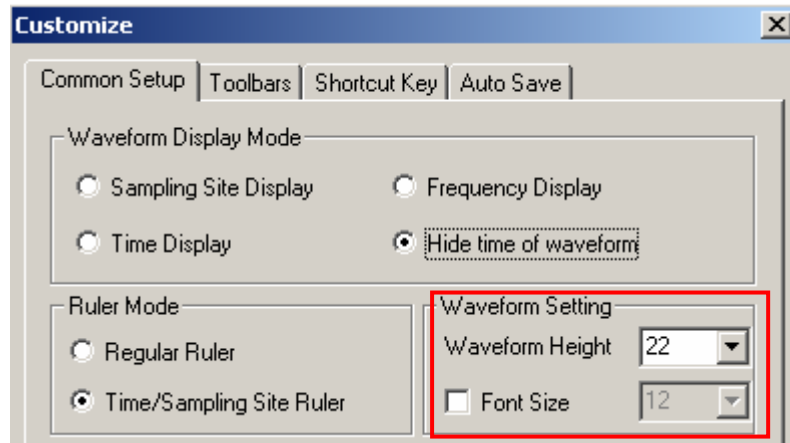 Customize
Common Setup Toolbars Shortcut Key Auto Save
Waveform Display Mode
Sampling Site Display Frequency Display
Time Display Hide time of waveform
Ruler Mode Waveform Setting
Regular Ruler Waveform Height 22
Time/Sampling Site Ruler Font Size 12